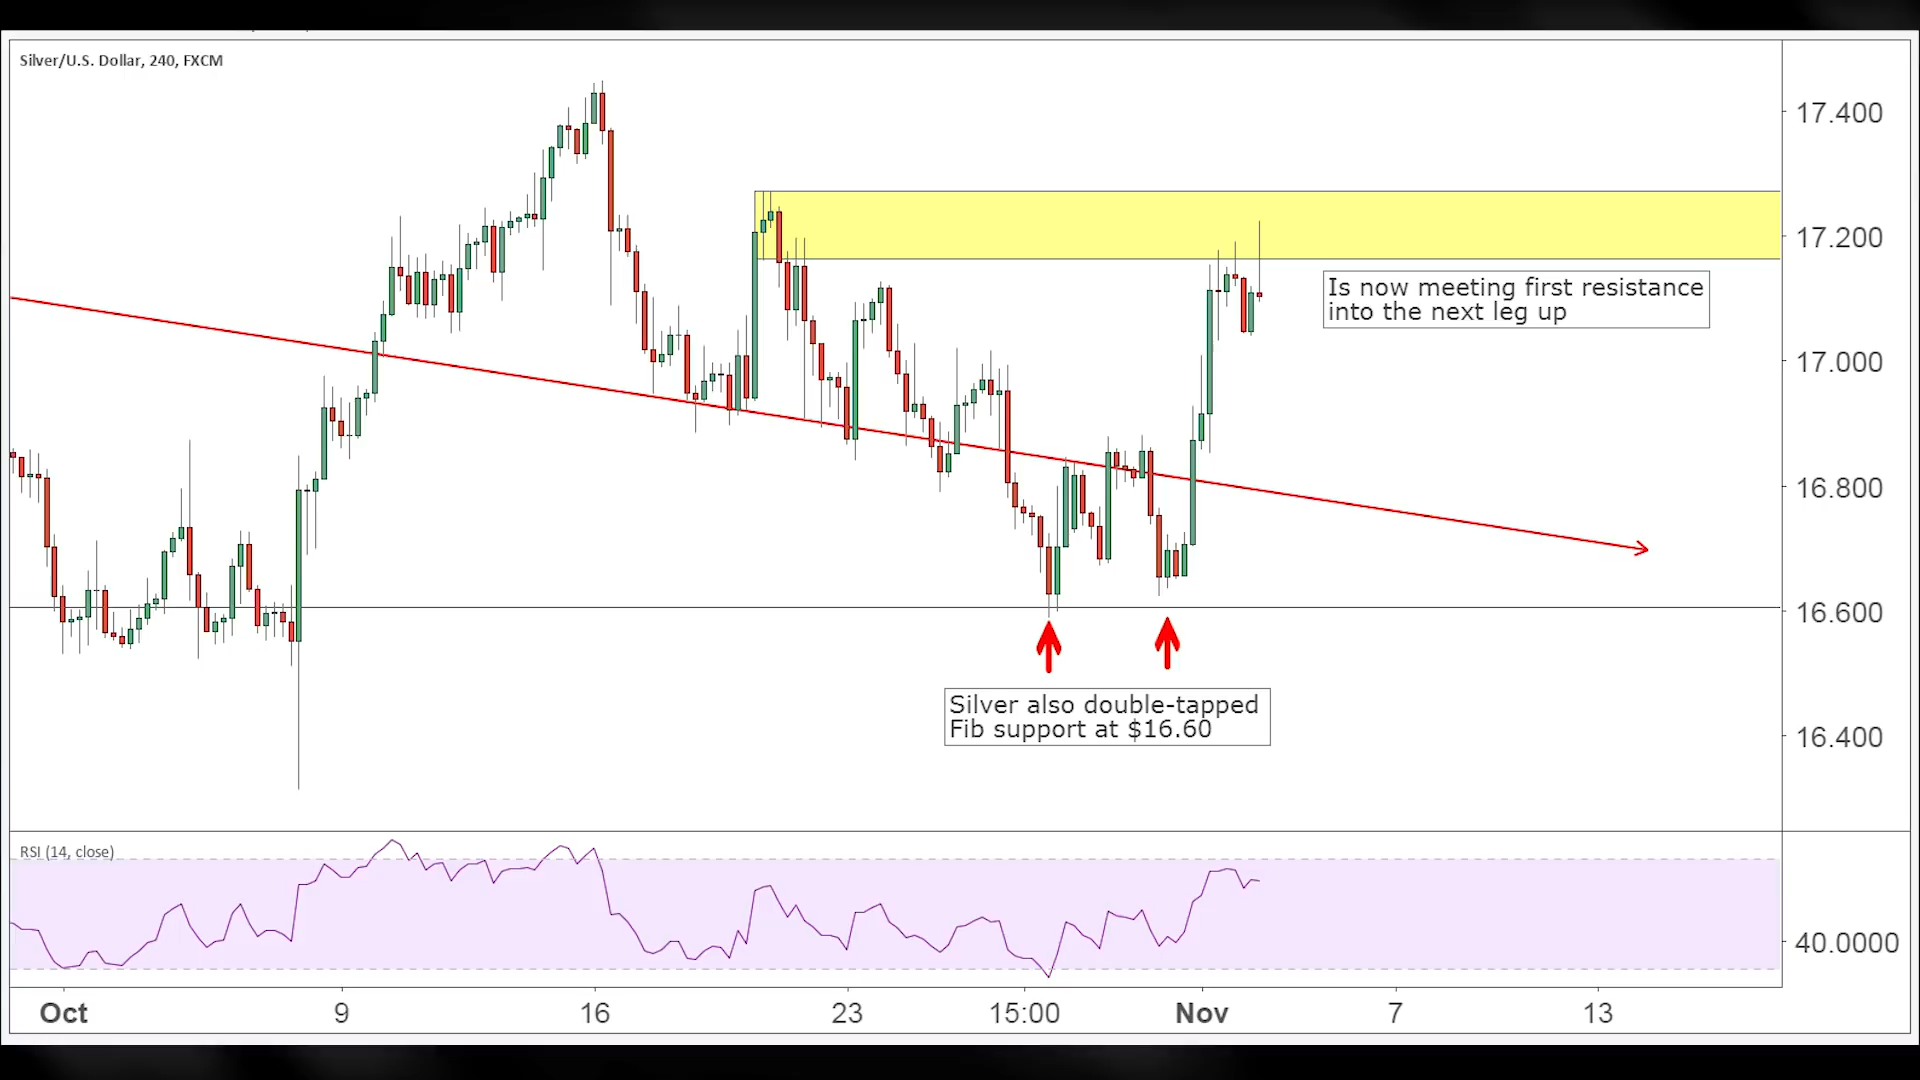 Silver/U.S. Dollar, 240, FXCM
17.400
17.200
Is now meeting first resistance
into the next leg up
17.000
16.800
16.600
Silver also double-tapped
Fib support at $16.60
16.400
RSI (14, close)
40.0000
Oct 9 16 23 15:00 Nov 7 13